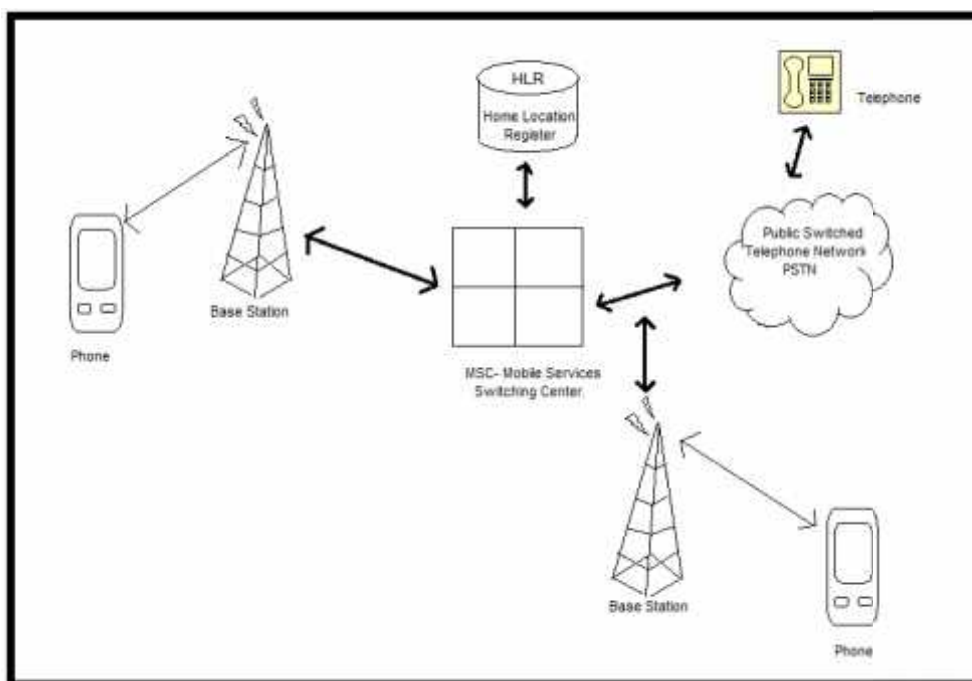 HLR
Home Location
Register
Telephone
Public Switched
Telephone Network
PSTN
Base Station
Phone
MSC- Mobile Services
Switching Center.
Base Station
Phone